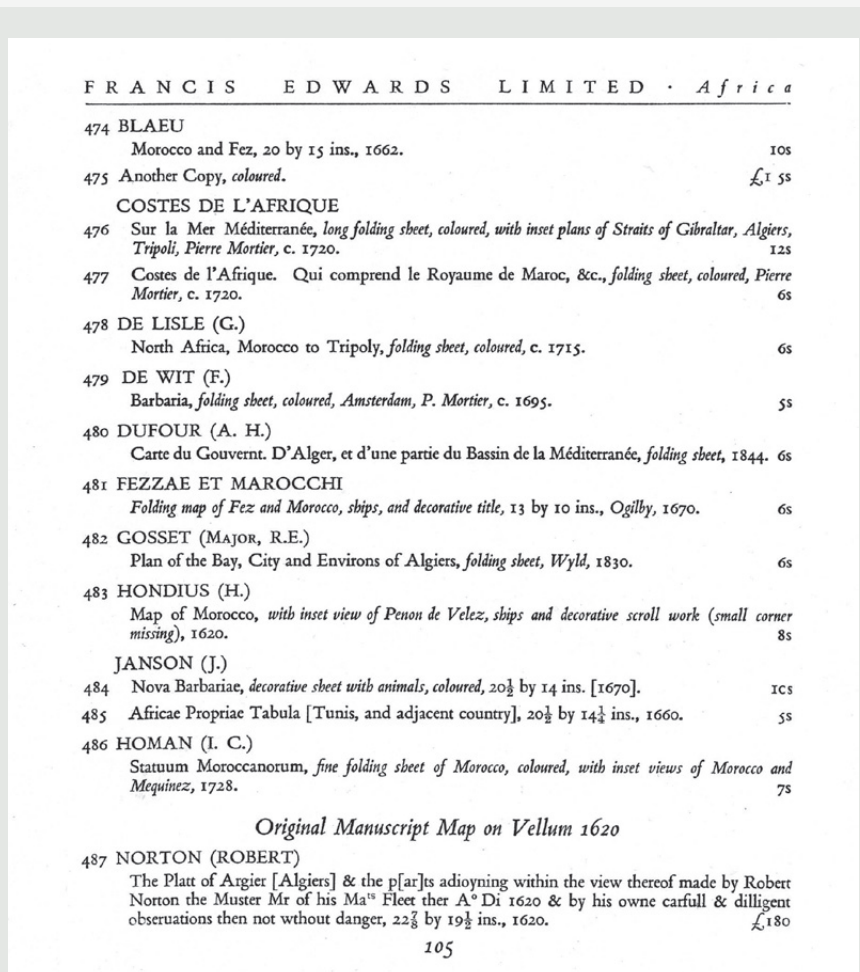 FRANCIS EDWARDS LIMITED · Africa
474 BLAEU
Morocco and Fez, 20 by 15 ins., 1662. 10s
475 Another Copy, coloured. £1 5s
COSTES DE L'AFRIQUE
476 Sur la Mer Méditerranée, long folding sheet, coloured, with inset plans of Straits of Gibraltar, Algiers,
Tripoli, Pierre Mortier, c. 1720. 12s
477 Costes de l'Afrique. Qui comprend le Royaume de Maroc, &c., folding sheet, coloured, Pierre
Mortier, c. 1720. 6s
478 DE LISLE (G.)
North Africa, Morocco to Tripoly, folding sheet, coloured, c. 1715. 6s
479 DE WIT (F.)
Barbaria, folding sheet, coloured, Amsterdam, P. Mortier, c. 1695. 5s
480 DUFOUR (A. H.)
Carte du Gouvernt. D'Alger, et d'une partie du Bassin de la Méditerranée, folding sheet, 1844. 6s
481 FEZZAE ET MAROCCHI
Folding map of Fez and Morocco, ships, and decorative title, 13 by 10 ins., Ogilby, 1670. 6s
482 GOSSET (Major, R.E.)
Plan of the Bay, City and Environs of Algiers, folding sheet, Wyld, 1830. 6s
483 HONDIUS (H.)
Map of Morocco, with inset view of Penon de Velez, ships and decorative scroll work (small corner
missing), 1620. 8s
JANSON (J.)
484 Nova Barbariae, decorative sheet with animals, coloured, 20½ by 14 ins. [1670]. 1cs
485 Africae Propriae Tabula [Tunis, and adjacent country], 20½ by 14¼ ins., 1660. 5s
486 HOMAN (I. C.)
Statuum Moroccanorum, fine folding sheet of Morocco, coloured, with inset views of Morocco and
Mequinez, 1728. 7s
Original Manuscript Map on Vellum 1620
487 NORTON (ROBERT)
The Platt of Argier [Algiers] & the p[ar]ts adioyning within the view thereof made by Robert
Norton the Muster Mr of his Maᵗˢ Fleet ther A° Di 1620 & by his owne carfull & dilligent
obseruations then not wthout danger, 22⅞ by 19½ ins., 1620. £180
105